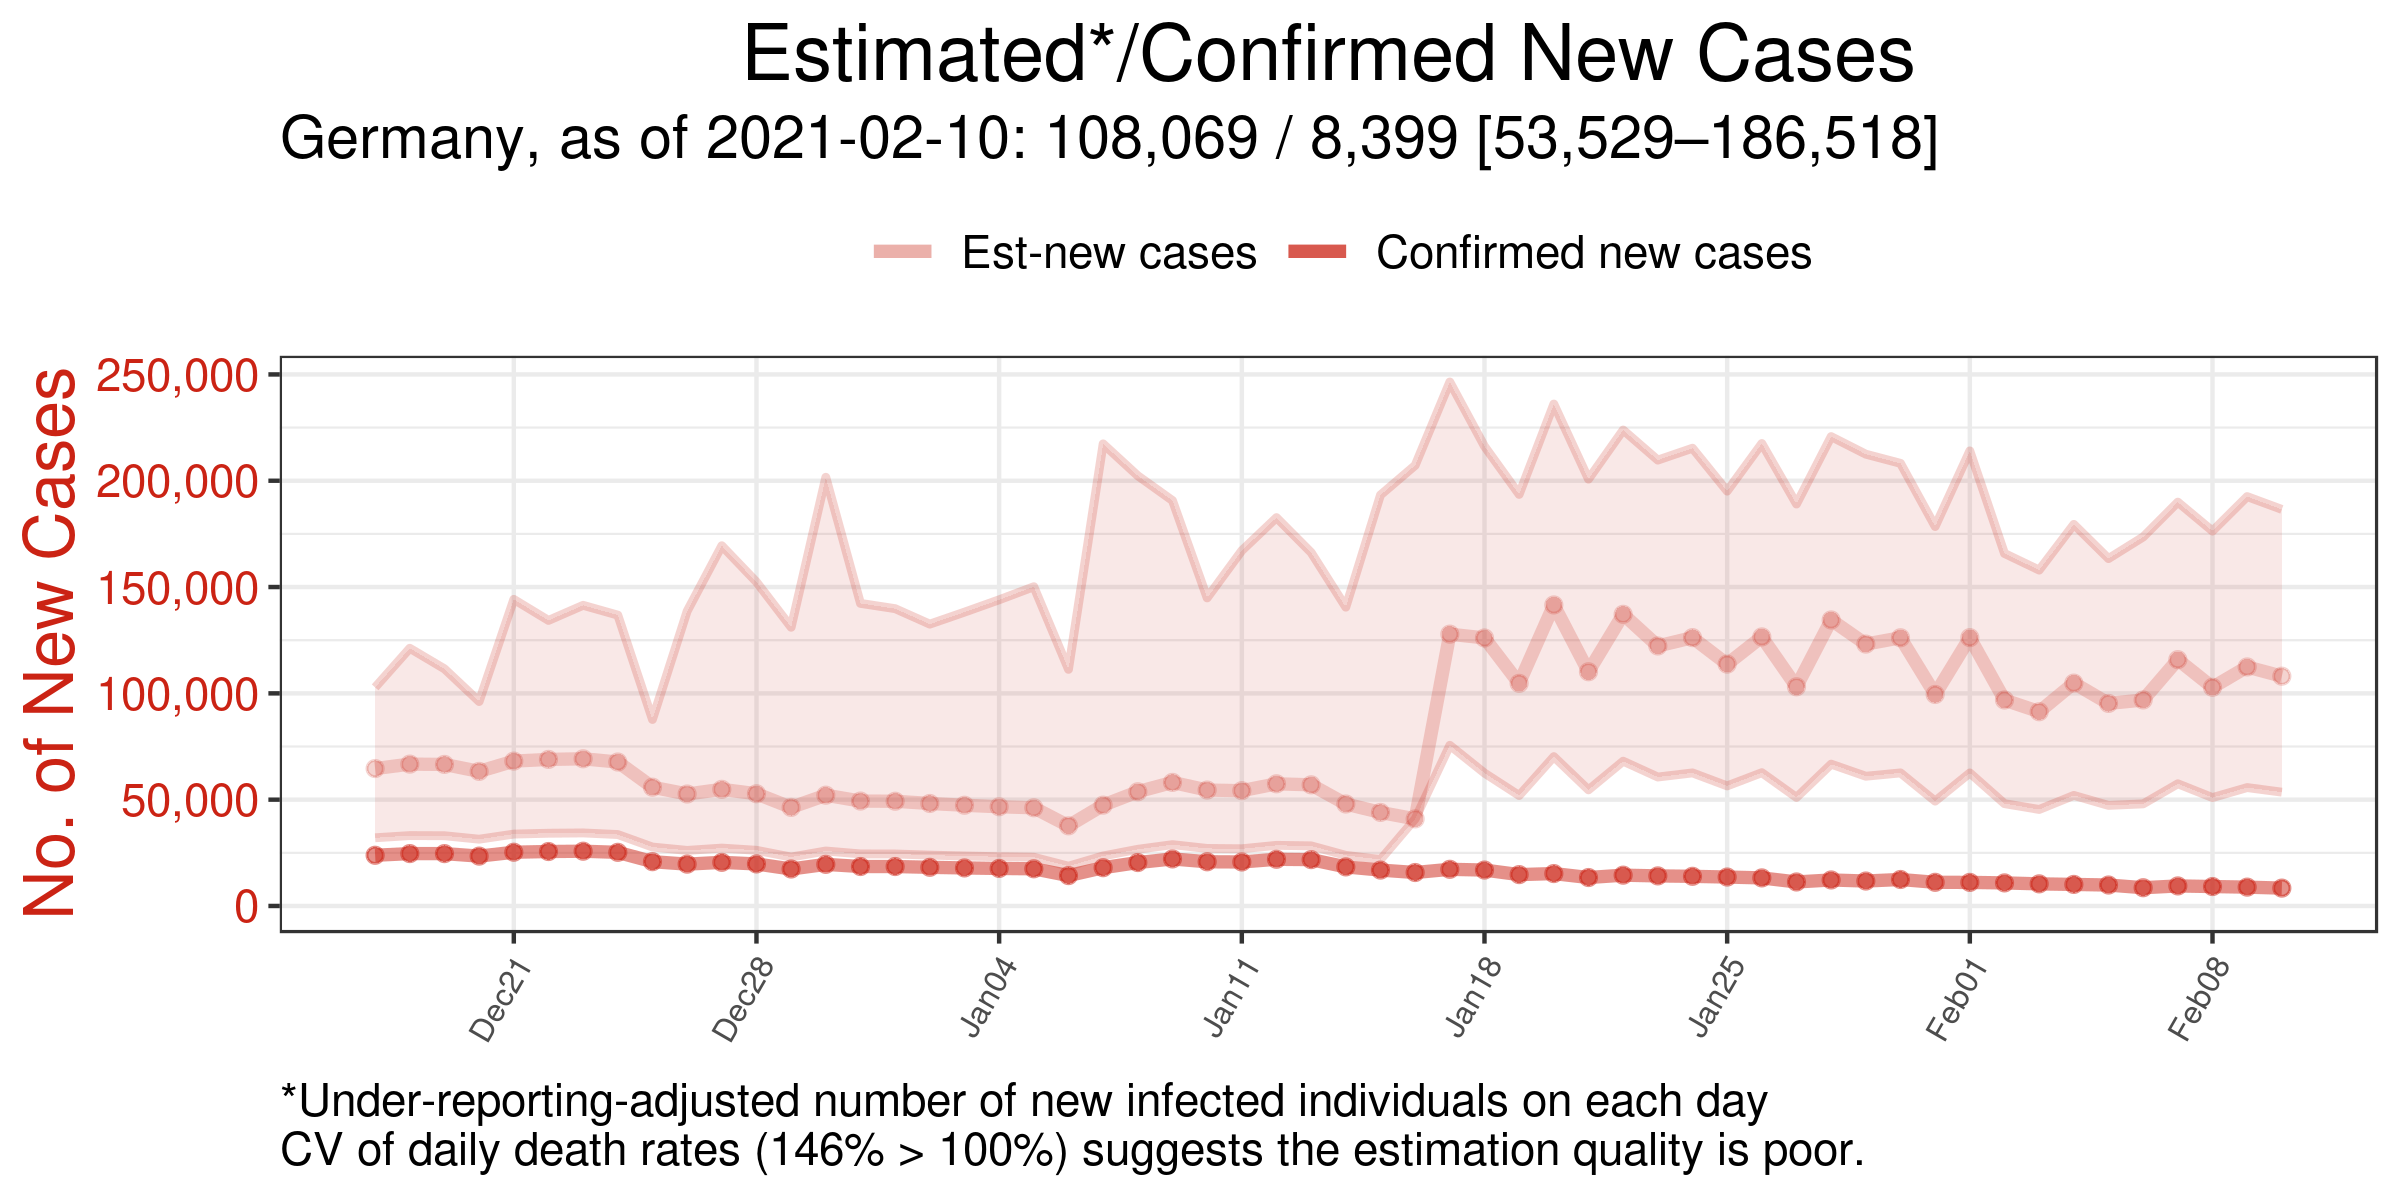 Estimated*/Confirmed New Cases
Germany, as of 2021-02-10: 108,069 / 8,399 [53,529–186,518]
Est-new cases
Confirmed new cases
No. of New Cases
250,000
200,000
150,000
100,000
50,000
0
Dec21
Dec28
Jan04
Jan11
Jan18
Jan25
Feb01
Feb08
*Under-reporting-adjusted number of new infected individuals on each day
CV of daily death rates (146% > 100%) suggests the estimation quality is poor.